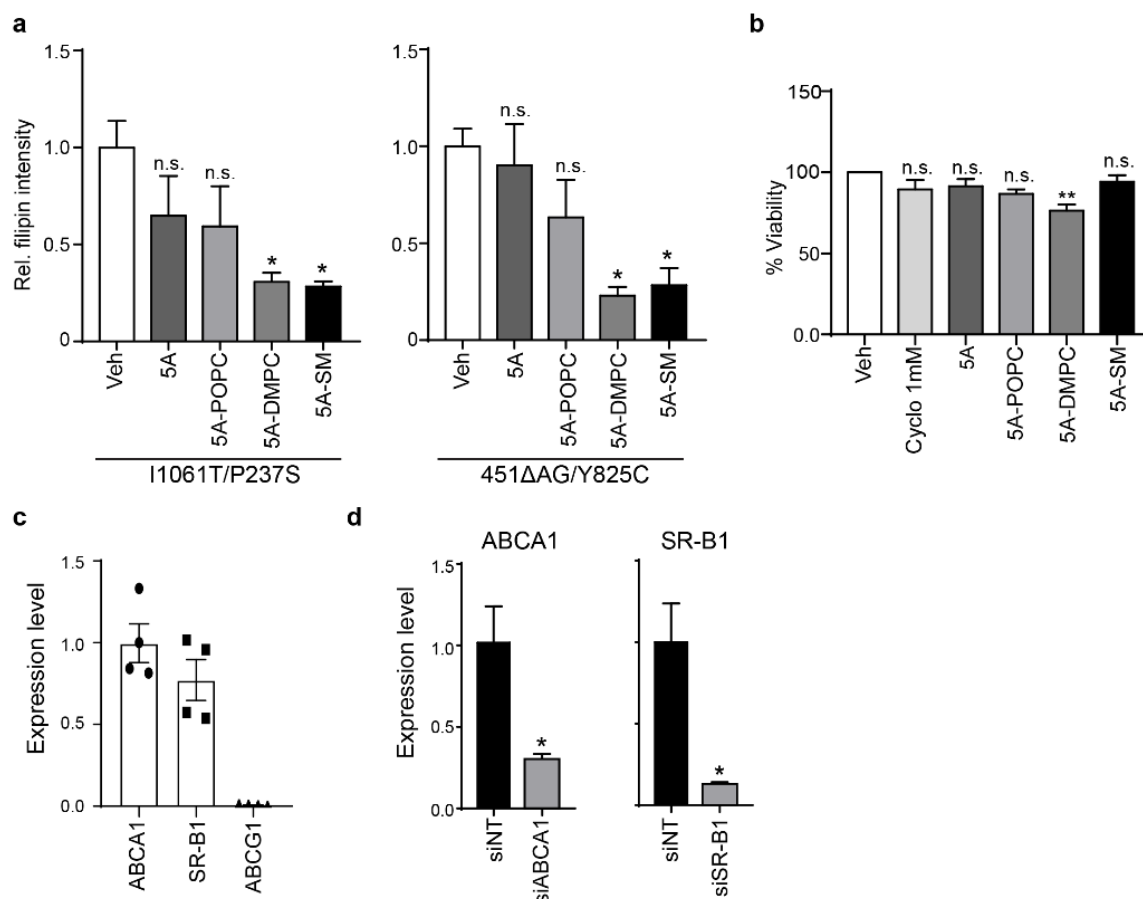 a
Rel. filipin intensity
1.5
1.0
0.5
0
n.s.
n.s.
*
*
Veh
5A
5A-POPC
5A-DMPC
5A-SM
I1061T/P237S
1.5
1.0
0.5
0
n.s.
n.s.
*
*
Veh
5A
5A-POPC
5A-DMPC
5A-SM
451ΔAG/Y825C
b
% Viability
150
100
50
0.0
n.s.
n.s.
n.s.
**
n.s.
Veh
Cyclo 1mM
5A
5A-POPC
5A-DMPC
5A-SM
c
Expression level
1.5
1.0
0.5
0.0
ABCA1
SR-B1
ABCG1
d
ABCA1
Expression level
1.5
1.0
0.5
0.0
*
siNT
siABCA1
SR-B1
*
siNT
siSR-B1